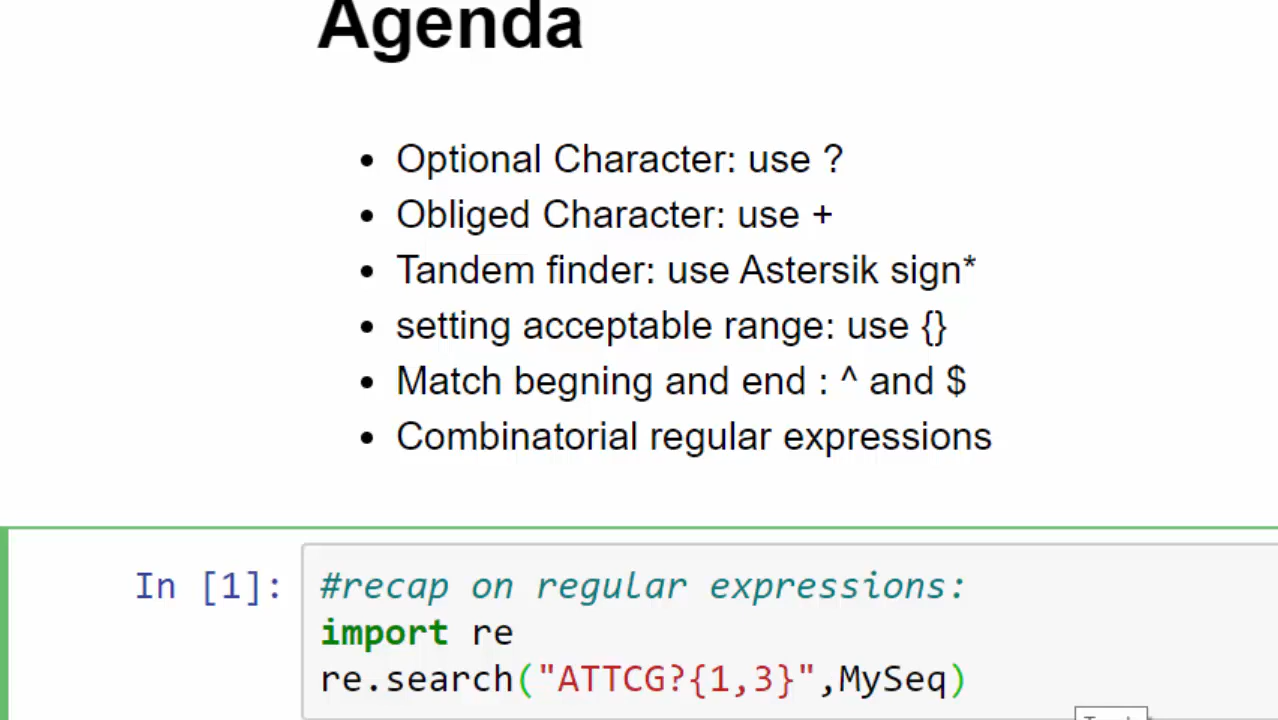 Agenda
Optional Character: use ?
Obliged Character: use +
Tandem finder: use Astersik sign*
setting acceptable range: use {}
Match begning and end : ^ and $
Combinatorial regular expressions
In [1]: #recap on regular expressions:
import re
re.search("ATTCG?{1,3}",MySeq)